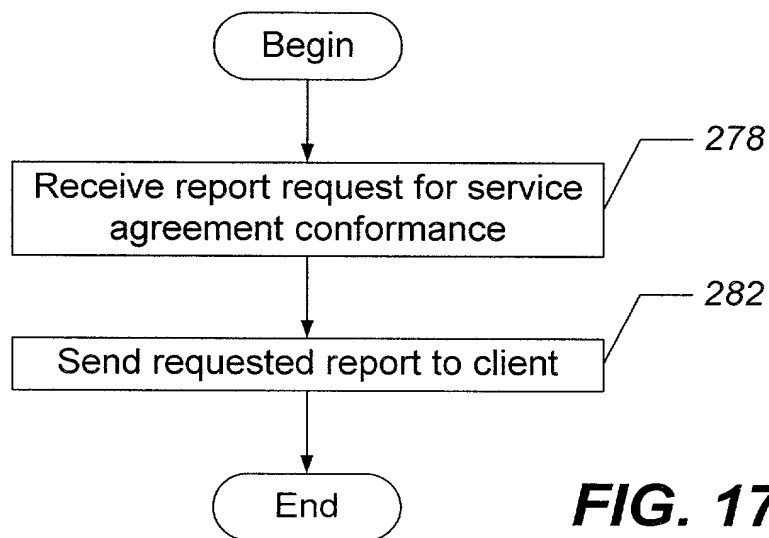 Begin
278
Receive report request for service
agreement conformance
282
Send requested report to client
End
FIG. 17